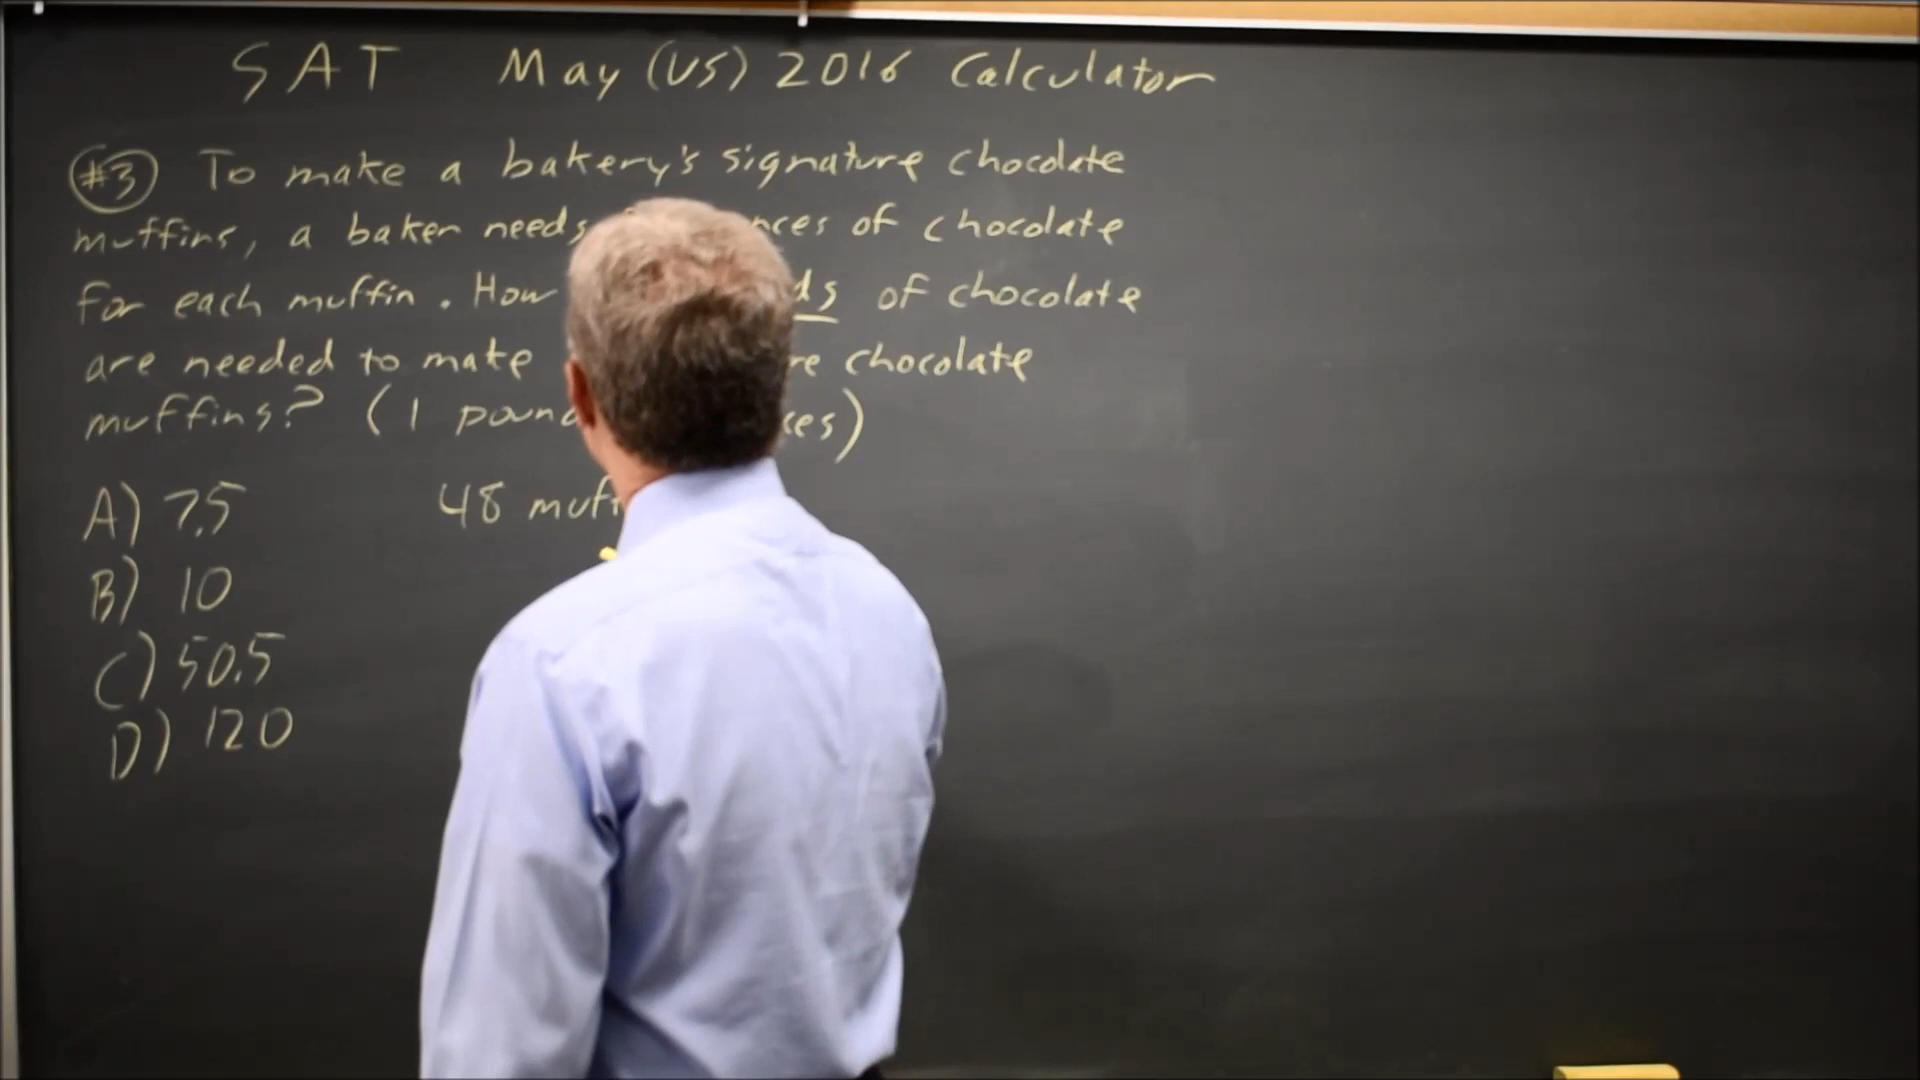 SAT May (US) 2016 Calculator
#3 To make a bakery's signature chocolate
muffins, a baker needs of chocolate
for each muffin. How of chocolate
are needed to make chocolate
muffins? (1
A) 7.5 48
B) 10
C) 50.5
D) 120